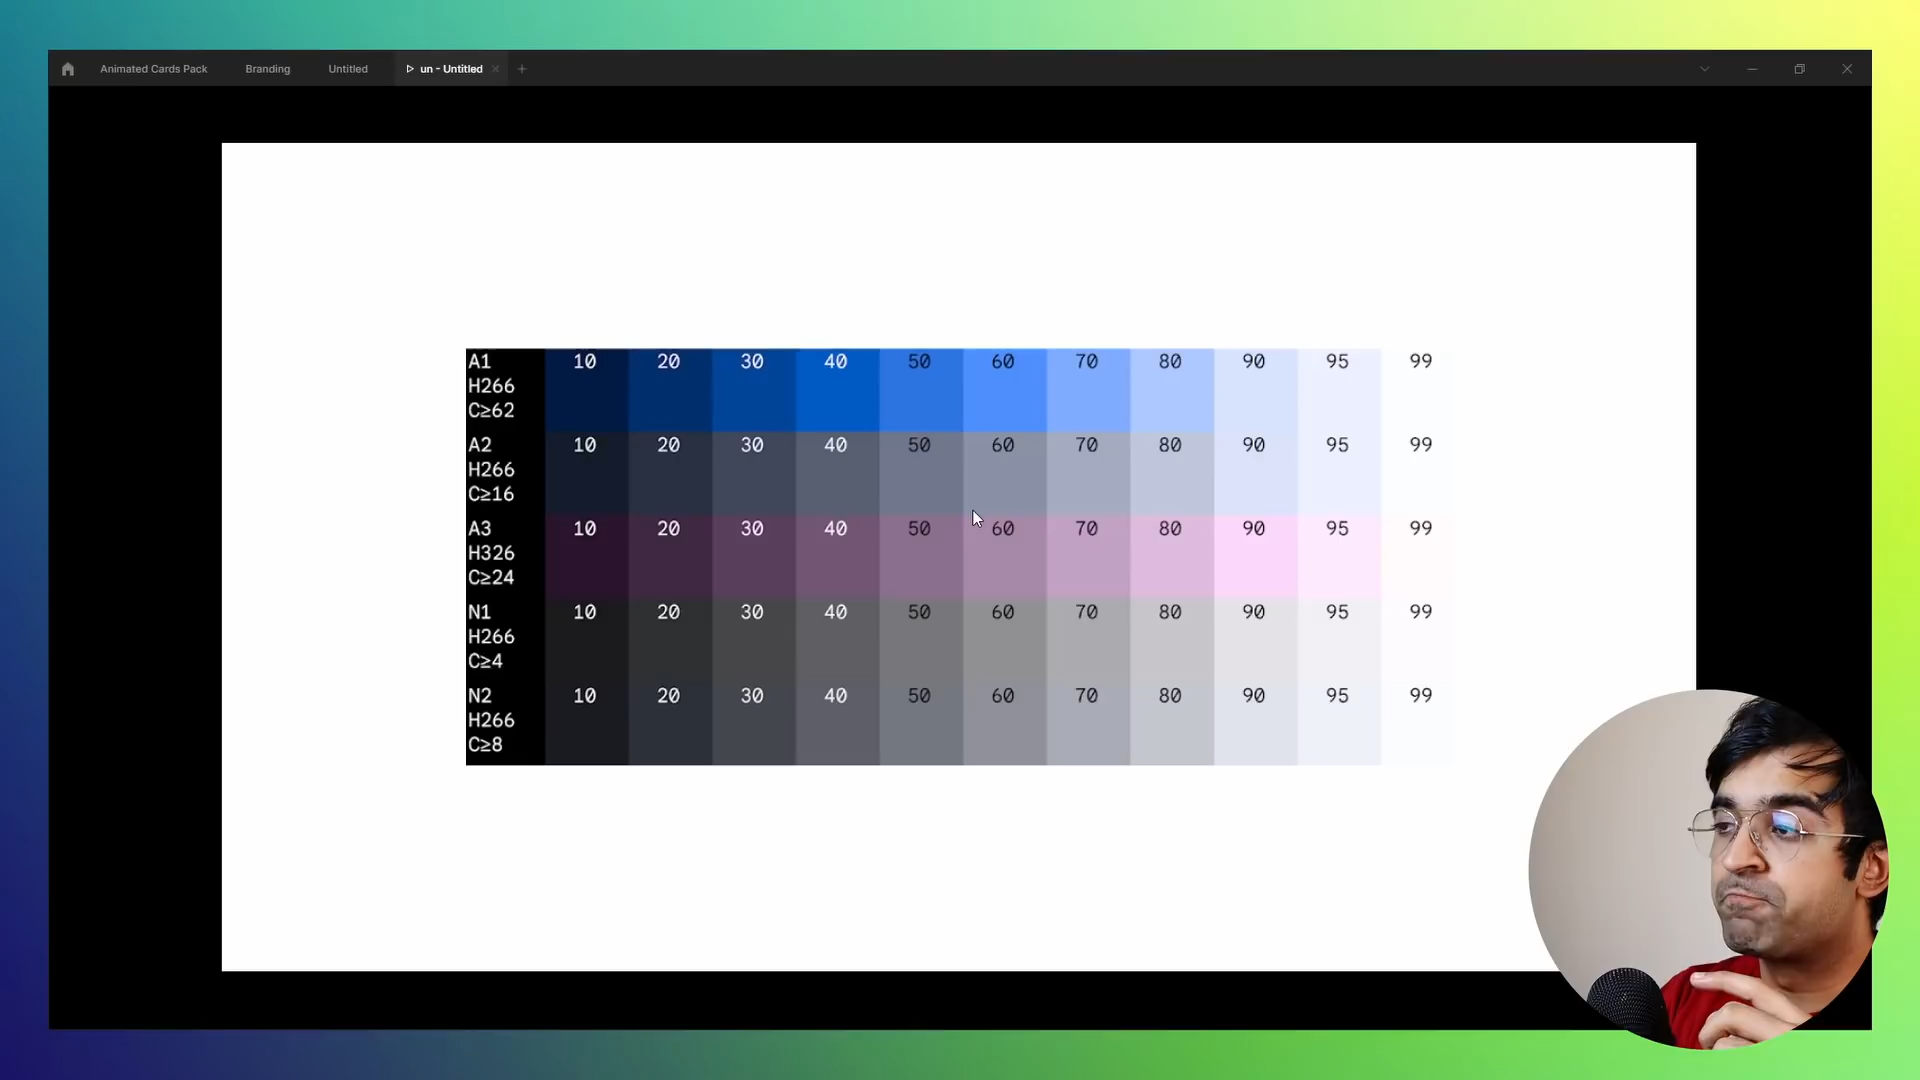 Animated Cards Pack Branding Untitled un - Untitled
A1 10 20 30 40 50 60 70 80 90 95 99
H266
C≥62
A2 10 20 30 40 50 60 70 80 90 95 99
H266
C≥16
A3 10 20 30 40 50 60 70 80 90 95 99
H326
C≥24
N1 10 20 30 40 50 60 70 80 90 95 99
H266
C≥4
N2 10 20 30 40 50 60 70 80 90 95 99
H266
C≥8